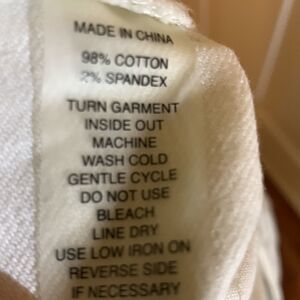 MADE IN CHINA
98% COTTON
2% SPANDEX
TURN GARMENT
INSIDE OUT
MACHINE
WASH COLD
GENTLE CYCLE
DO NOT USE
BLEACH
LINE DRY
USE LOW IRON ON
REVERSE SIDE
IF NECESSARY